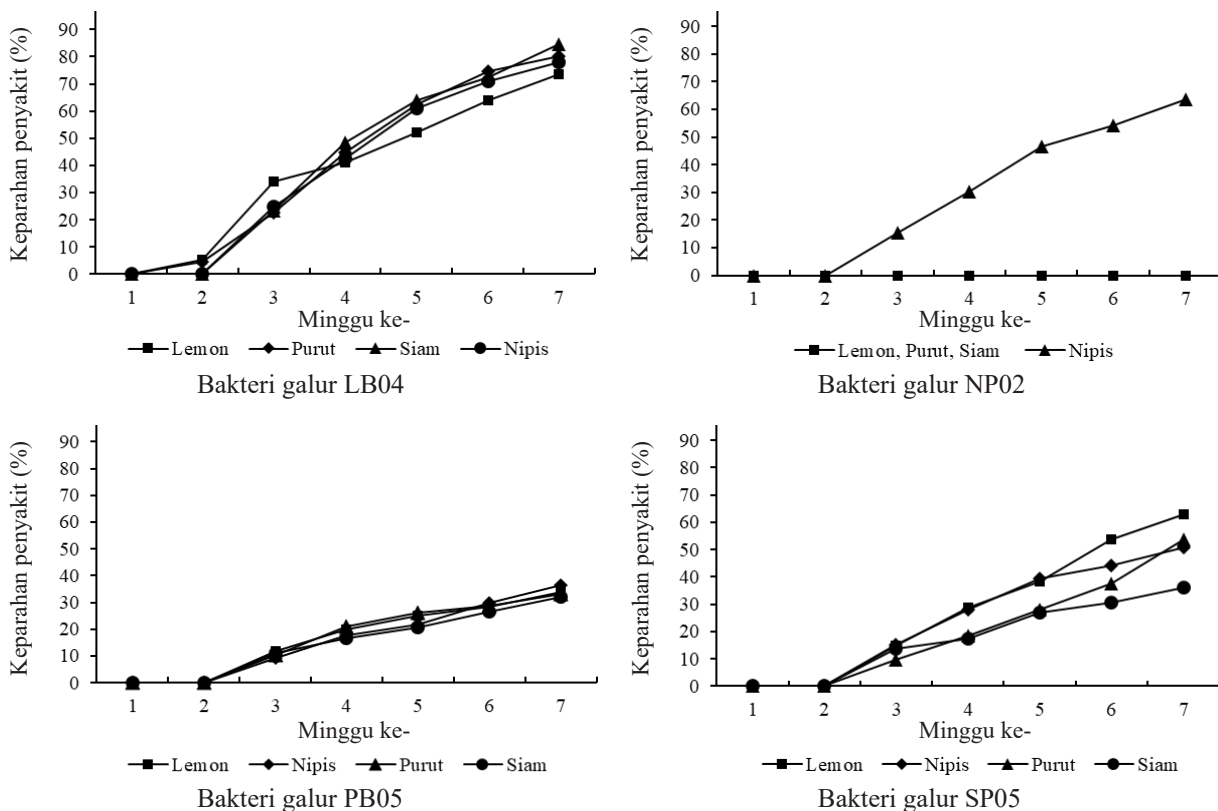 Keparahan penyakit (%)
90
80
70
60
50
40
30
20
10
0
1 2 3 4 5 6 7
Minggu ke-
Lemon Purut Siam Nipis
Bakteri galur LB04
Keparahan penyakit (%)
90
80
70
60
50
40
30
20
10
0
1 2 3 4 5 6 7
Minggu ke-
Lemon, Purut, Siam Nipis
Bakteri galur NP02
Keparahan penyakit (%)
90
80
70
60
50
40
30
20
10
0
1 2 3 4 5 6 7
Minggu ke-
Lemon Nipis Purut Siam
Bakteri galur PB05
Keparahan penyakit (%)
90
80
70
60
50
40
30
20
10
0
1 2 3 4 5 6 7
Minggu ke-
Lemon Nipis Purut Siam
Bakteri galur SP05